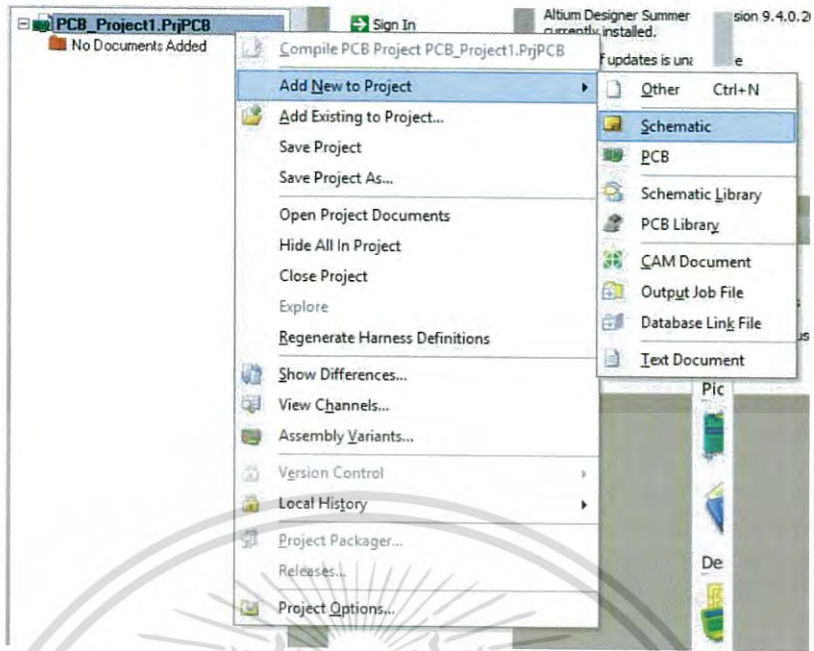 PCB_Project1.PrjPCB
No Documents Added
Sign In
Altium Designer Summer
sion 9.4.0.2
currently installed.
f updates is una
e
Compile PCB Project PCB_Project1.PrjPCB
Add New to Project
Add Existing to Project...
Save Project
Save Project As...
Open Project Documents
Hide All In Project
Close Project
Explore
Regenerate Harness Definitions
Show Differences...
View Channels...
Assembly Variants...
Version Control
Local History
Project Packager...
Releases...
Project Options...
Other Ctrl+N
Schematic
PCB
Schematic Library
PCB Library
CAM Document
Output Job File
Database Link File
Text Document
s
us
Pic
De